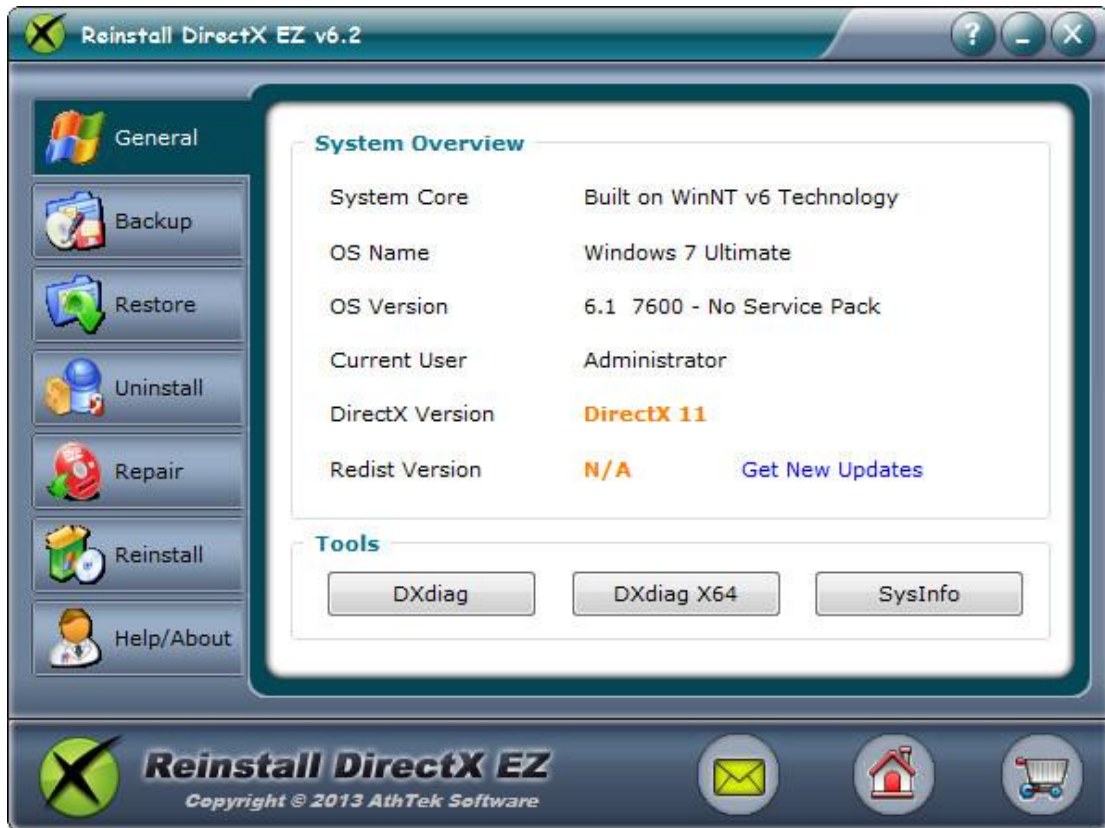 Reinstall DirectX EZ v6.2
?
General
Backup
Restore
Uninstall
Repair
Reinstall
Help/About
System Overview
System Core Built on WinNT v6 Technology
OS Name Windows 7 Ultimate
OS Version 6.1 7600 - No Service Pack
Current User Administrator
DirectX Version DirectX 11
Redist Version N/A Get New Updates
Tools
DXdiag DXdiag X64 SysInfo
Reinstall DirectX EZ
Copyright © 2013 AthTek Software